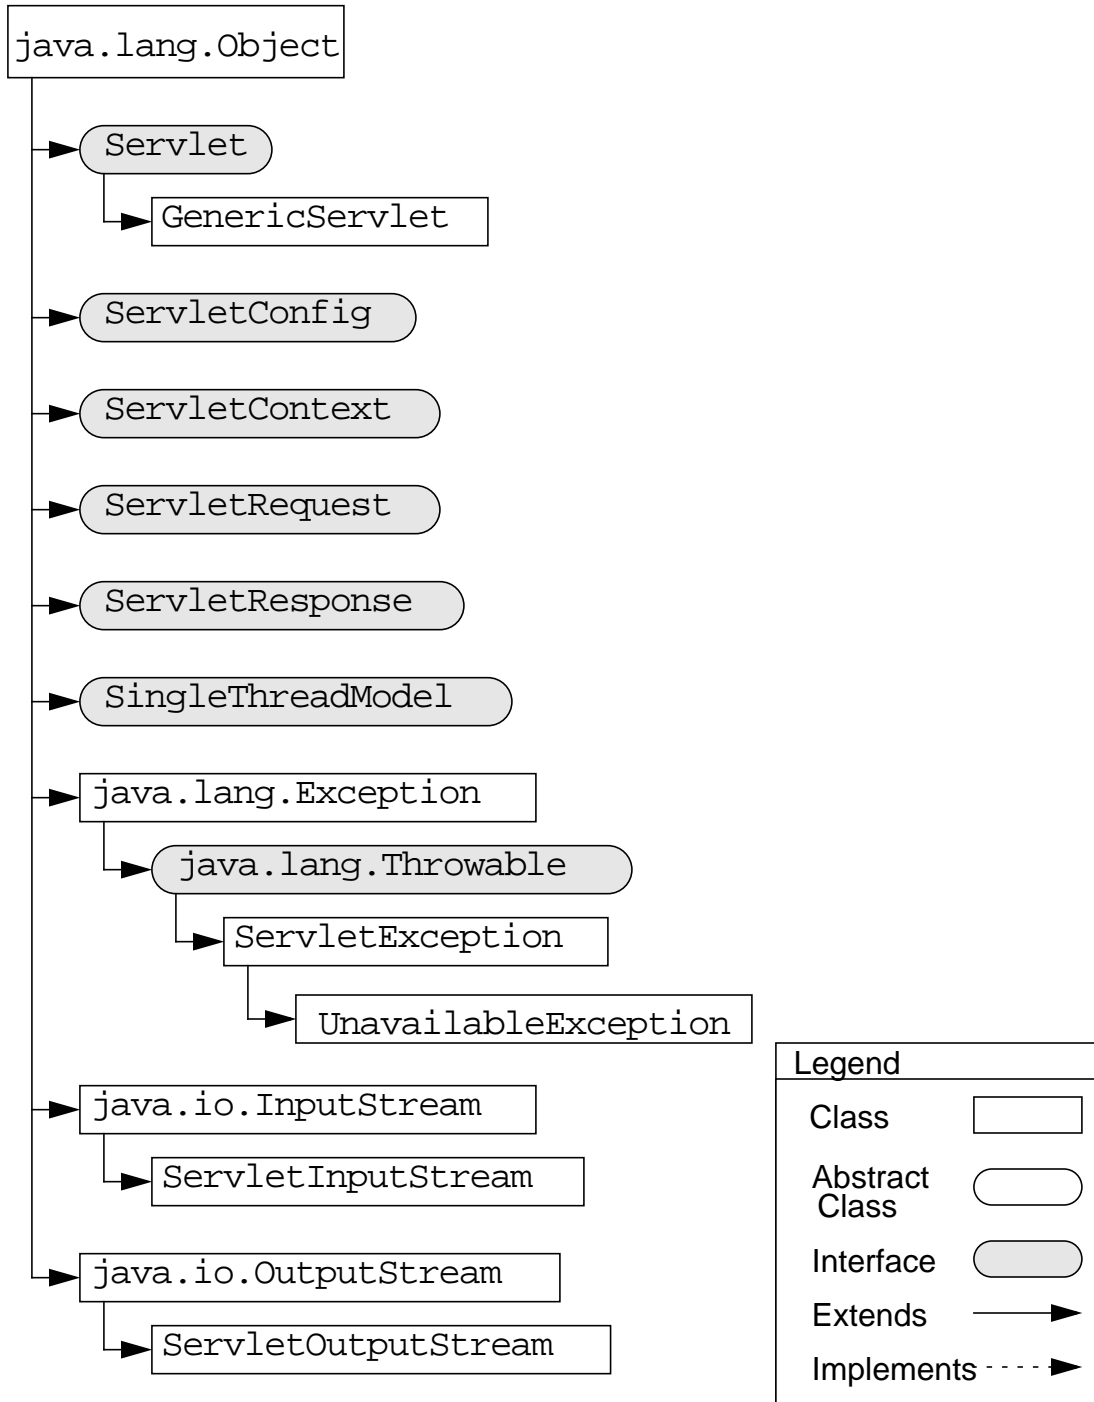 java.lang.Object
Servlet
GenericServlet
ServletConfig
ServletContext
ServletRequest
ServletResponse
SingleThreadModel
java.lang.Exception
java.lang.Throwable
ServletException
UnavailableException
java.io.InputStream
ServletInputStream
java.io.OutputStream
ServletOutputStream
Legend
Class
Abstract
Class
Interface
Extends
Implements